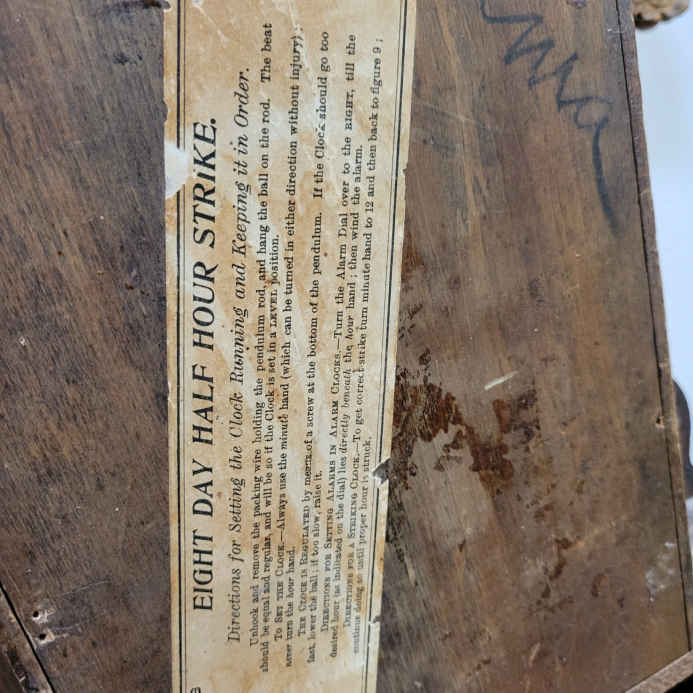 EIGHT DAY HALF HOUR STRIKE.
Directions for Setting the Clock Running and Keeping it in Order.
Unhook and remove the packing wire holding the pendulum rod, and hang the ball on the rod. The beat
should be equal and regular, and will be so if the Clock is set in a LEVEL position.
To SET THE CLOCK.—Always use the minute hand (which can be turned in either direction without injury);
never turn the hour hand.
THE CLOCK IS REGULATED by means of a screw at the bottom of the pendulum. If the Clock should go too
fast, lower the ball; if too slow, raise it.
DIRECTIONS FOR SETTING ALARMS IN ALARM CLOCKS.—Turn the Alarm Dial over to the RIGHT, till the
desired hour (as indicated on the dial) lies directly beneath the hour hand; then wind the alarm.
DIRECTIONS FOR A STRIKING CLOCK.—To get correct strike turn minute hand to 12 and then back to figure 9;
continue doing so until proper hour is struck.